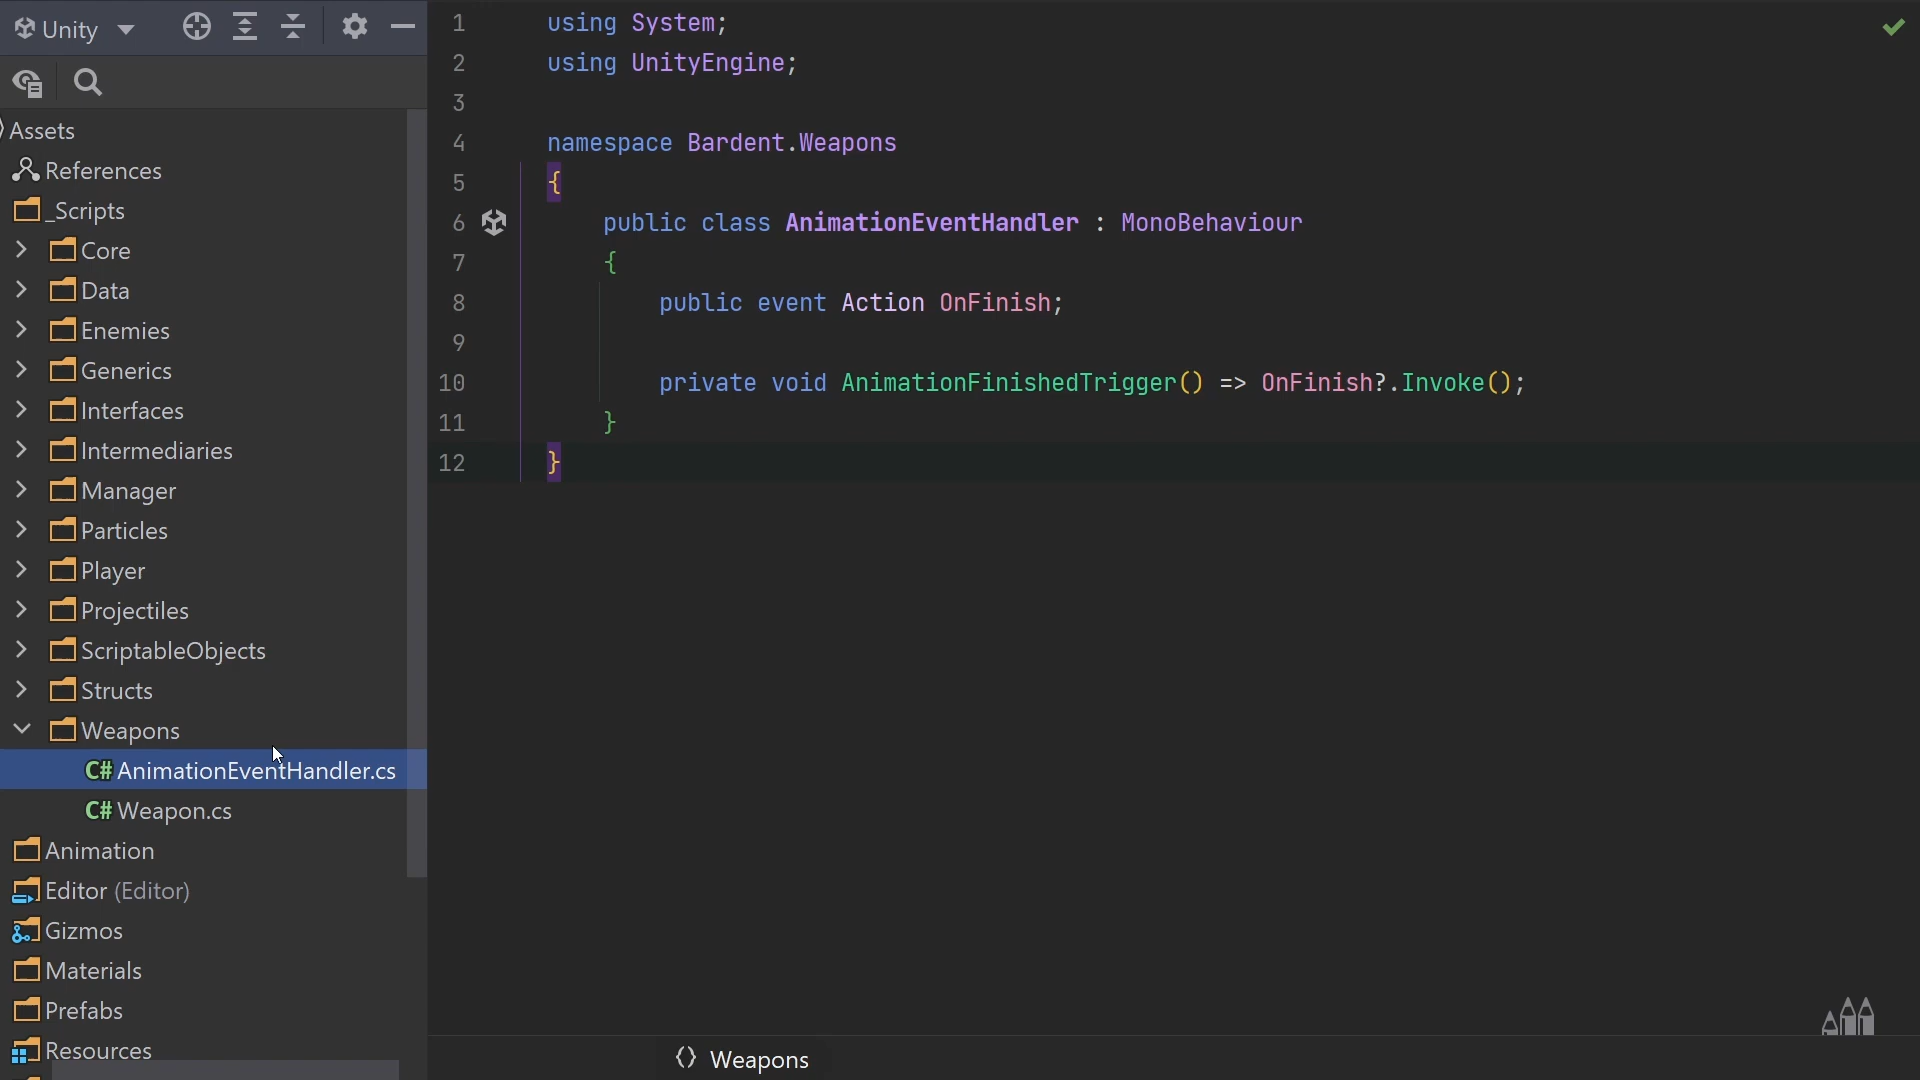 Unity
Assets
References
_Scripts
Core
Data
Enemies
Generics
Interfaces
Intermediaries
Manager
Particles
Player
Projectiles
ScriptableObjects
Structs
Weapons
C# AnimationEventHandler.cs
C# Weapon.cs
Animation
Editor (Editor)
Gizmos
Materials
Prefabs
Resources
1 using System;
2 using UnityEngine;
3
4 namespace Bardent.Weapons
5 {
6 public class AnimationEventHandler : MonoBehaviour
7 {
8 public event Action OnFinish;
9
10 private void AnimationFinishedTrigger() => OnFinish?.Invoke();
11 }
12 }
{} Weapons